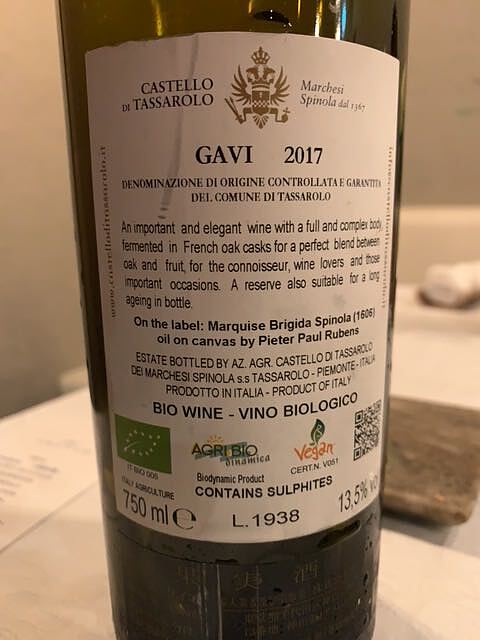 CASTELLO
DI TASSAROLO
Marchesi
Spinola dal 1367
GAVI 2017
DENOMINAZIONE DI ORIGINE CONTROLLATA E GARANTITA
DEL COMUNE DI TASSAROLO
An important and elegant wine with a full and complex body,
fermented in French oak casks for a perfect blend between
oak and fruit, for the connoisseur, wine lovers and those
important occasions. A reserve also suitable for a long
ageing in bottle.
On the label: Marquise Brigida Spinola (1606)
oil on canvas by Pieter Paul Rubens
ESTATE BOTTLED BY AZ. AGR. CASTELLO DI TASSAROLO
DEI MARCHESI SPINOLA s.s TASSAROLO - PIEMONTE - ITALIA
PRODOTTO IN ITALIA - PRODUCT OF ITALY
BIO WINE - VINO BIOLOGICO
IT BIO 006
ITALY AGRICULTURE
AGRI BIO
dinamica
Biodynamic Product
Vegan
CERT.N. V051
CONTAINS SULPHITES
750 ml e
L.1938
13,5% vol
www.castelloditassarolo.it
果実酒